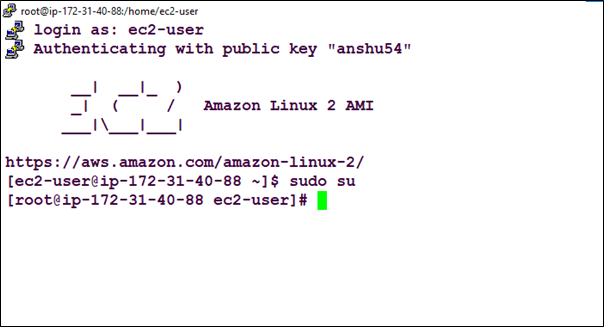 root@ip-172-31-40-88:/home/ec2-user
login as: ec2-user
Authenticating with public key "anshu54"
__|  __|_  )
_|  (     /   Amazon Linux 2 AMI
___|\___|___|
https://aws.amazon.com/amazon-linux-2/
[ec2-user@ip-172-31-40-88 ~]$ sudo su
[root@ip-172-31-40-88 ec2-user]#